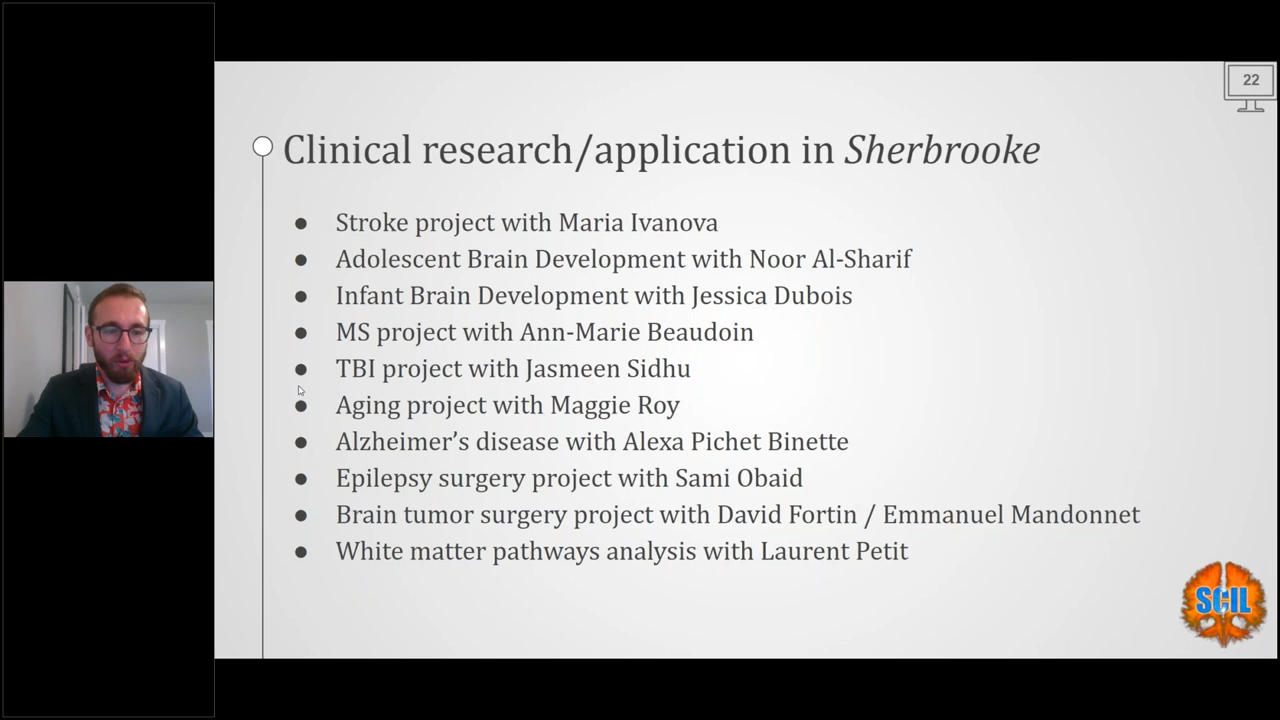 22
Clinical research/application in Sherbrooke
● Stroke project with Maria Ivanova
● Adolescent Brain Development with Noor Al-Sharif
● Infant Brain Development with Jessica Dubois
● MS project with Ann-Marie Beaudoin
● TBI project with Jasmeen Sidhu
● Aging project with Maggie Roy
● Alzheimer’s disease with Alexa Pichet Binette
● Epilepsy surgery project with Sami Obaid
● Brain tumor surgery project with David Fortin / Emmanuel Mandonnet
● White matter pathways analysis with Laurent Petit
SCIL